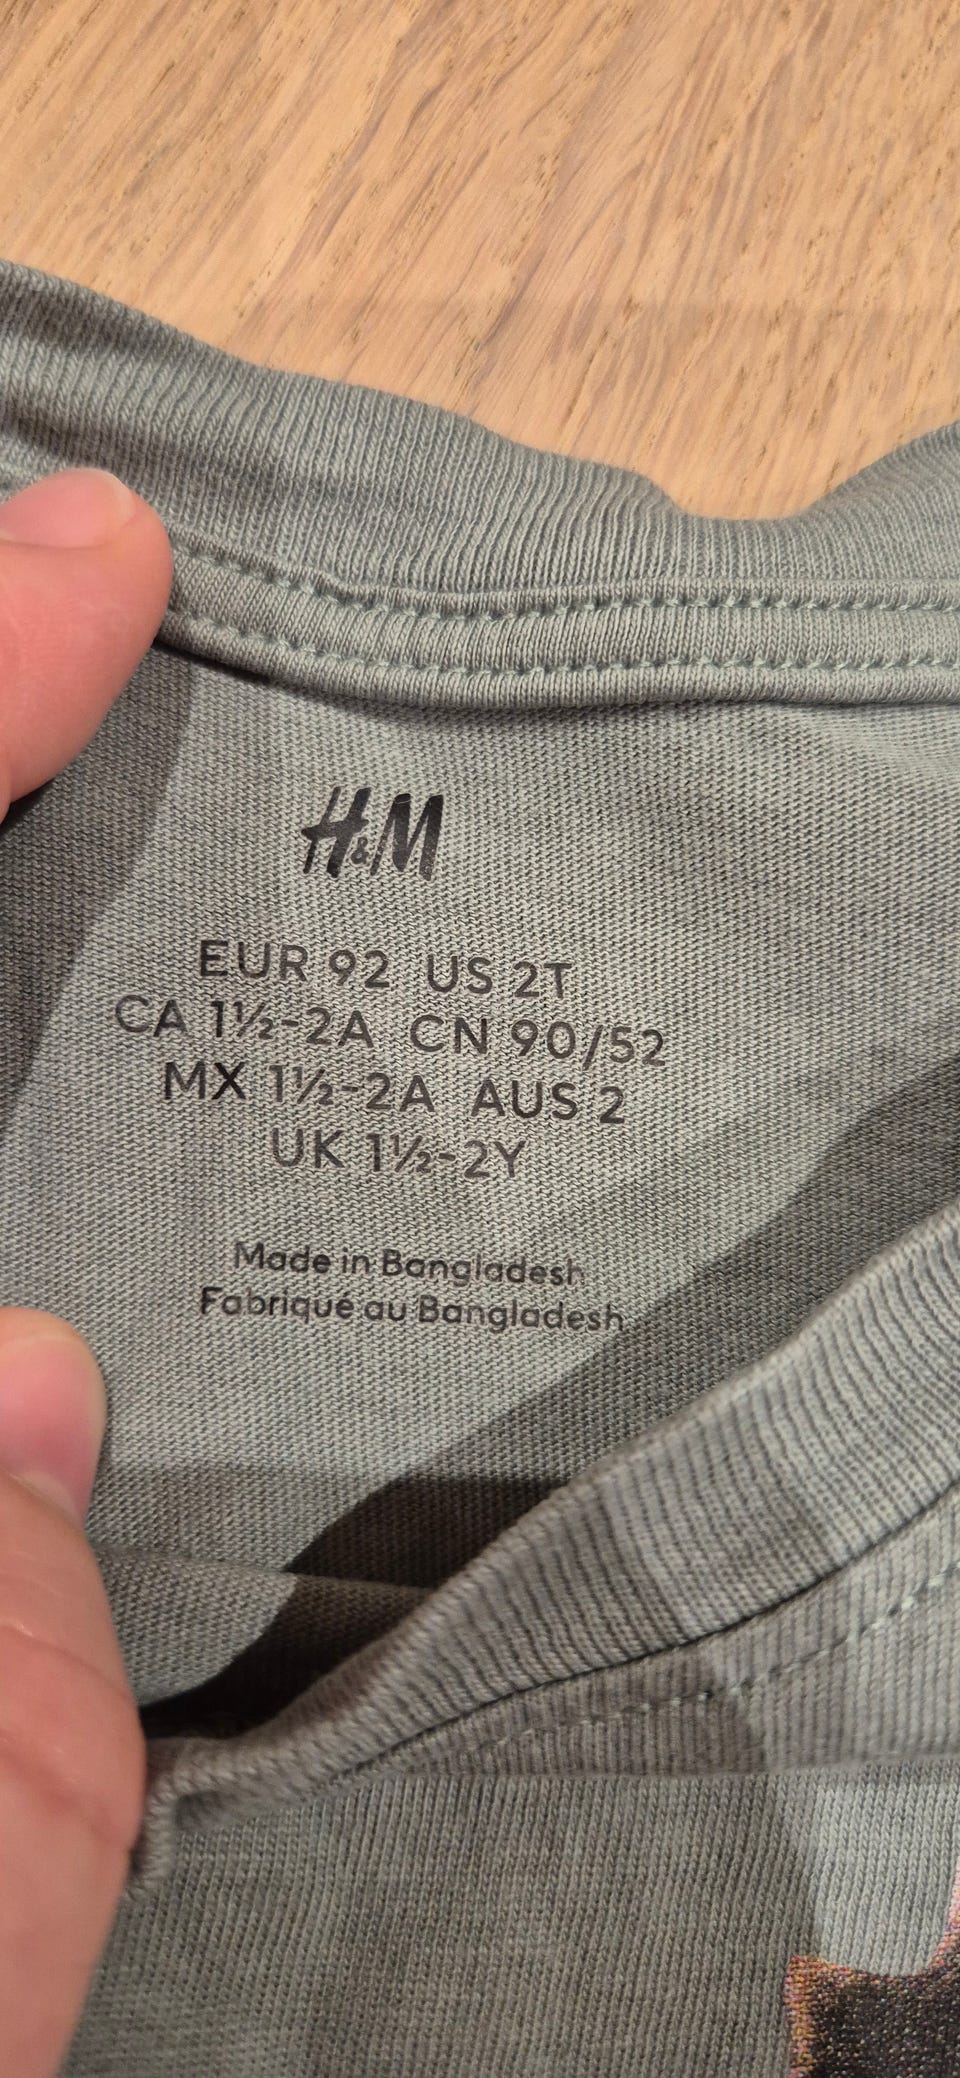 H&M
EUR 92 US 2T
CA 1½-2A CN 90/52
MX 1½-2A AUS 2
UK 1½-2Y
Made in Bangladesh
Fabriqué au Bangladesh